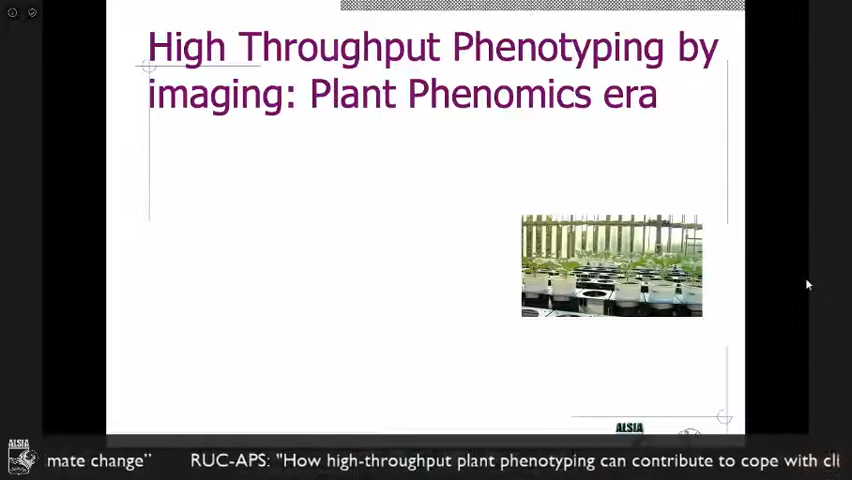 High Throughput Phenotyping by
imaging: Plant Phenomics era
ALSIA
ALSIA
mate change” RUC-APS: "How high-throughput plant phenotyping can contribute to cope with cli